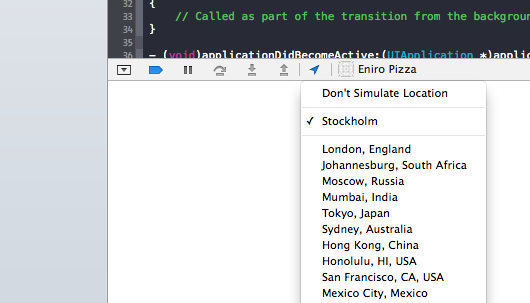 32 {
33 // Called as part of the transition from the backgroun
34 }
35
36 - (void)applicationDidBecomeActive:(UIApplication *)applic
Eniro Pizza
Don't Simulate Location
✓ Stockholm
London, England
Johannesburg, South Africa
Moscow, Russia
Mumbai, India
Tokyo, Japan
Sydney, Australia
Hong Kong, China
Honolulu, HI, USA
San Francisco, CA, USA
Mexico City, Mexico